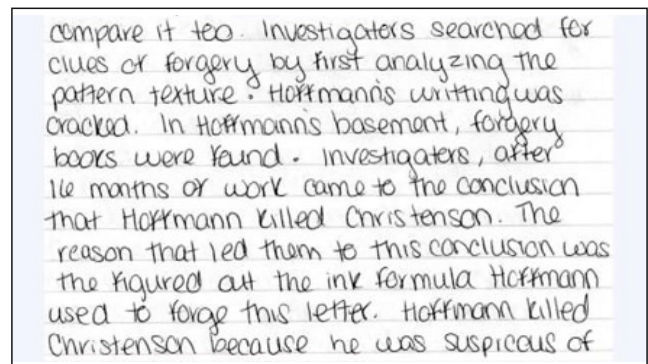 compare it too. Investigators searched for
clues of forgery by first analyzing the
pattern texture. Hoffmann's writting was
cracked. In Hoffmann's basement, forgery
books were found. Investigaters, after
16 months of work came to the conclusion
that Hoffmann killed Christenson. The
reason that led them to this conclusion was
the figured out the ink formula Hoffmann
used to forge this letter. Hoffmann killed
Christenson because he was suspicous of